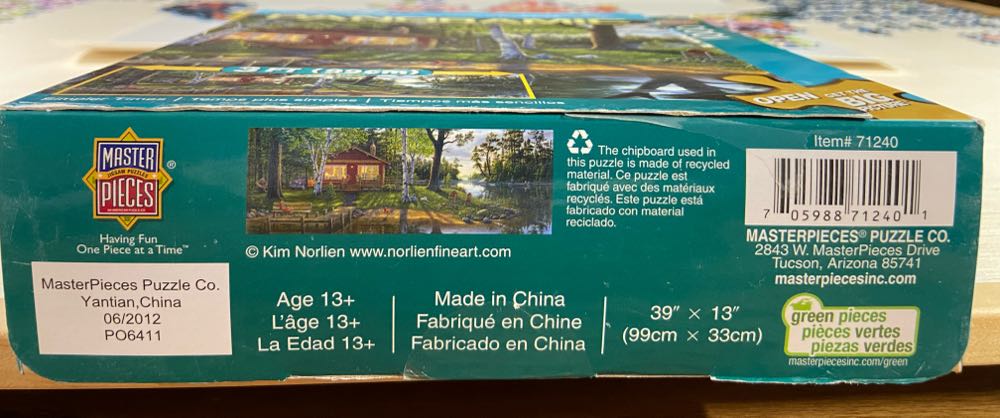 3 FT (
Simpler Times / Temps plus simples | Tiempos más sencillos
OPEN
BIG
MASTER
JIGSAW PUZZLES
PIECES
®
Having Fun
One Piece at a Time™
© Kim Norlien www.norlienfineart.com
The chipboard used in
this puzzle is made of recycled
material. Ce puzzle est
fabriqué avec des matériaux
recyclés. Este puzzle está
fabricado con material
reciclado.
Item# 71240
7 05988 71240 1
MASTERPIECES® PUZZLE CO.
2843 W. MasterPieces Drive
Tucson, Arizona 85741
masterpiecesinc.com
MasterPieces Puzzle Co.
Yantian,China
06/2012
PO6411
Age 13+
L'âge 13+
La Edad 13+
Made in China
Fabriqué en Chine
Fabricado en China
39" × 13"
(99cm × 33cm)
green pieces
pièces vertes
piezas verdes
masterpiecesinc.com/green